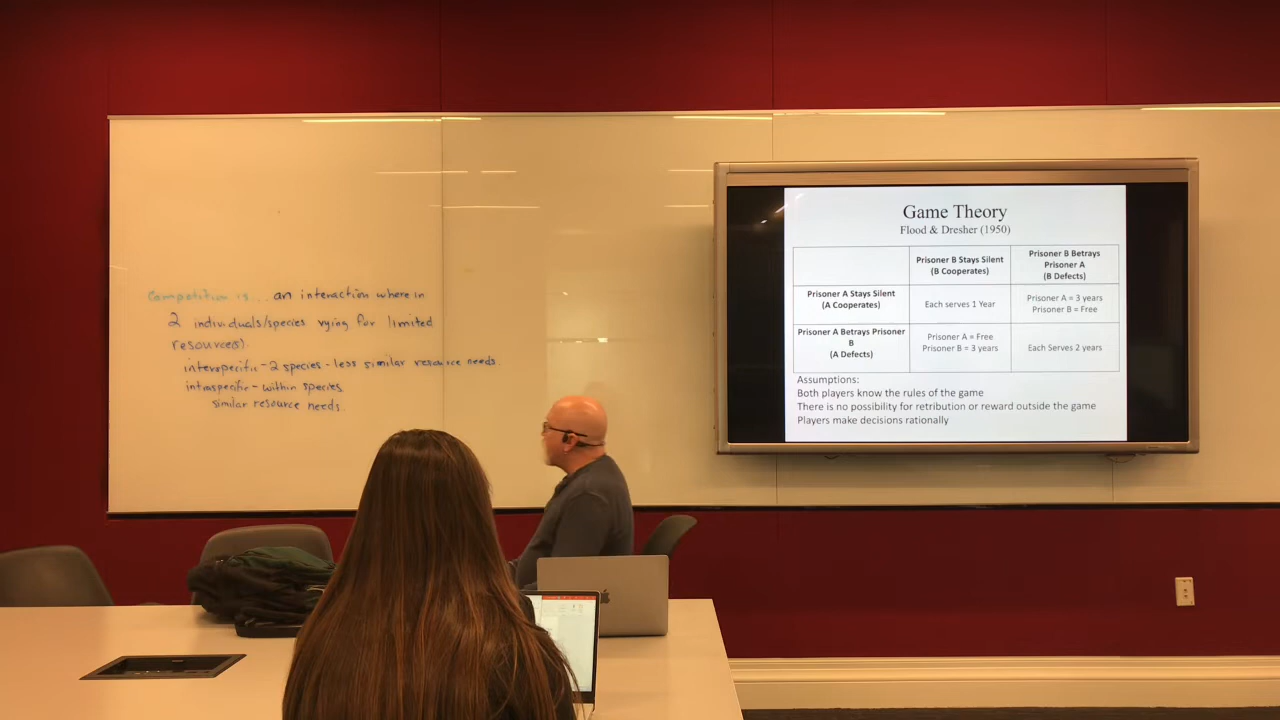 Competition is... an interaction where in
2 individuals/species vying for limited
resource(s).
interspecific - 2 species - less similar resource needs.
intraspecific - within species
similar resource needs.
Game Theory
Flood & Dresher (1950)
Prisoner B Stays Silent
(B Cooperates)
Prisoner B Betrays
Prisoner A
(B Defects)
Prisoner A Stays Silent
(A Cooperates)
Each serves 1 Year
Prisoner A = 3 years
Prisoner B = Free
Prisoner A Betrays Prisoner
B
(A Defects)
Prisoner A = Free
Prisoner B = 3 years
Each Serves 2 years
Assumptions:
Both players know the rules of the game
There is no possibility for retribution or reward outside the game
Players make decisions rationally